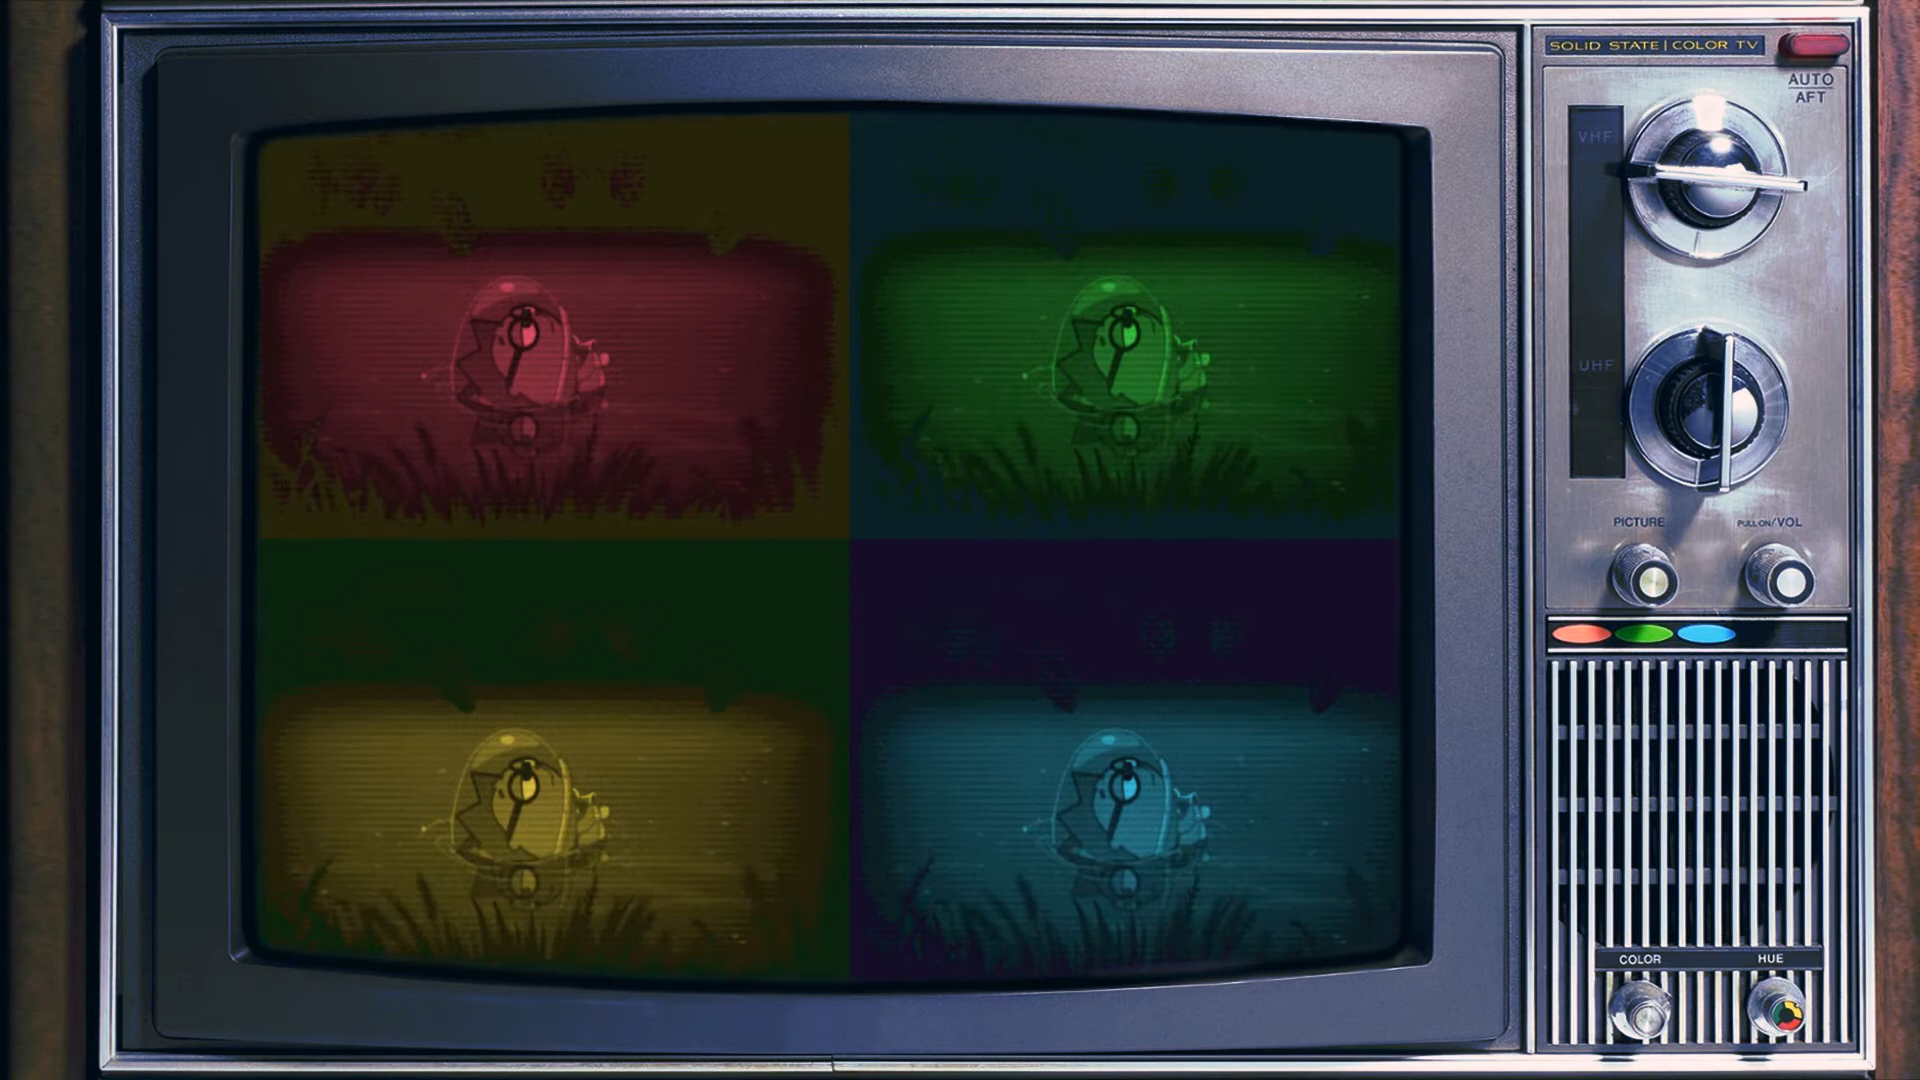 SOLID STATE | COLOR TV
AUTO
AFT
VHF
UHF
PICTURE
PULL ON/VOL
COLOR
HUE